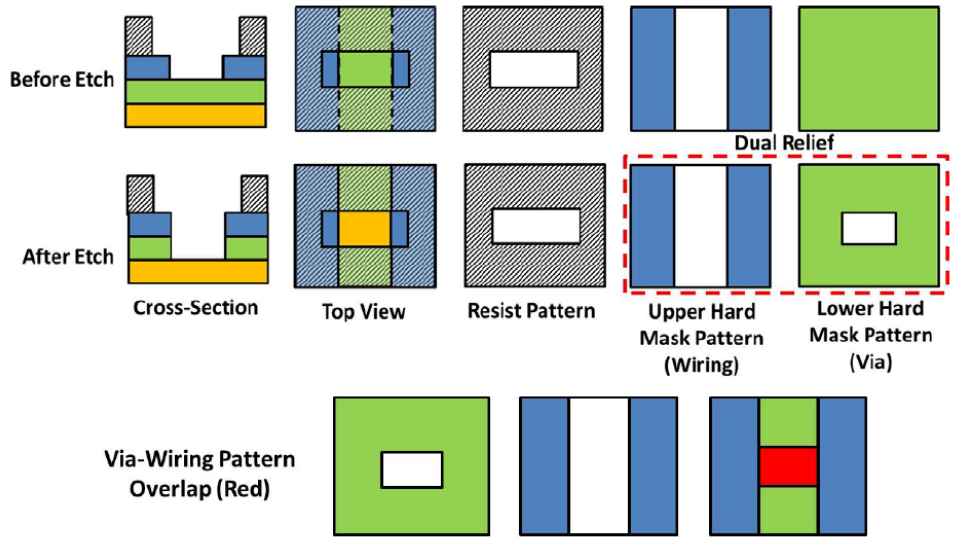 Before Etch
Dual Relief
After Etch
Cross-Section
Top View
Resist Pattern
Upper Hard
Mask Pattern
(Wiring)
Lower Hard
Mask Pattern
(Via)
Via-Wiring Pattern
Overlap (Red)